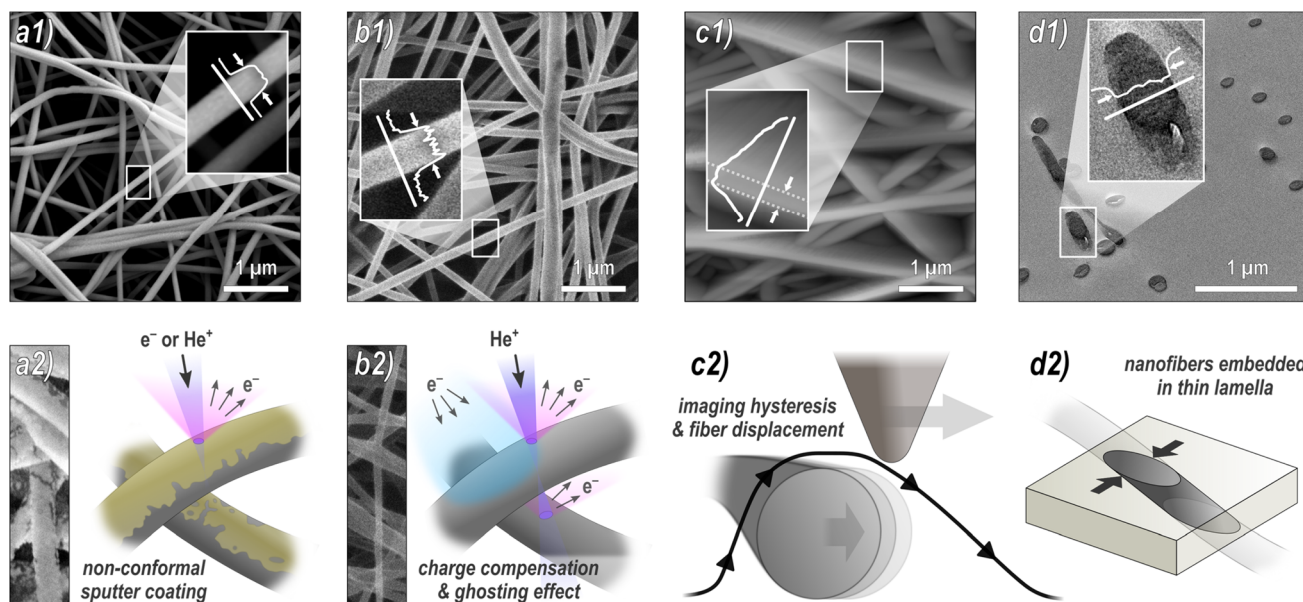 a1)
1 µm
b1)
1 µm
c1)
1 µm
d1)
1 µm
a2)
e⁻ or He⁺
e⁻
non-conformal
sputter coating
b2)
He⁺
e⁻
e⁻
e⁻
charge compensation
& ghosting effect
c2)
imaging hysteresis
& fiber displacement
d2)
nanofibers embedded
in thin lamella